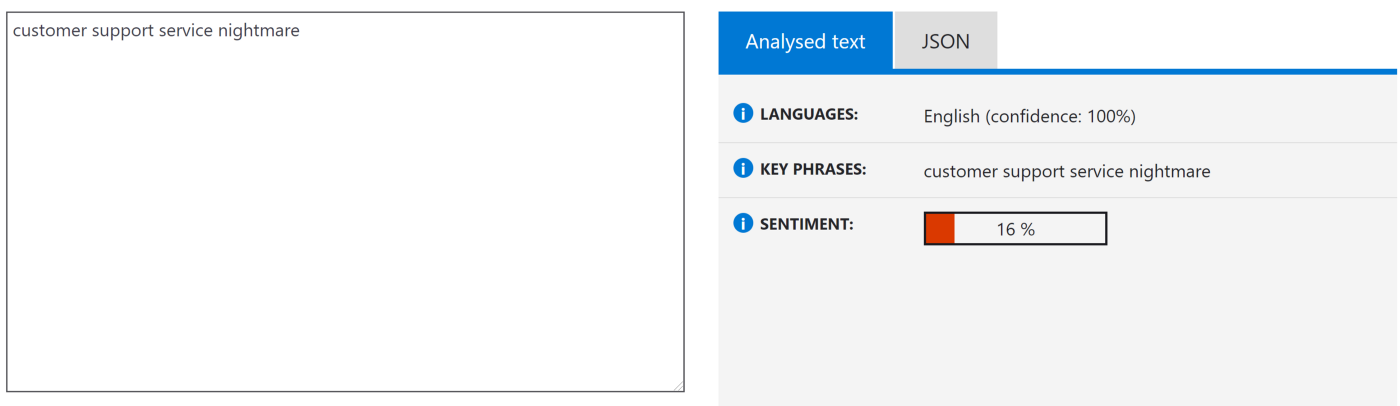 customer support service nightmare
Analysed text
JSON
LANGUAGES:
English (confidence: 100%)
KEY PHRASES:
customer support service nightmare
SENTIMENT:
16 %